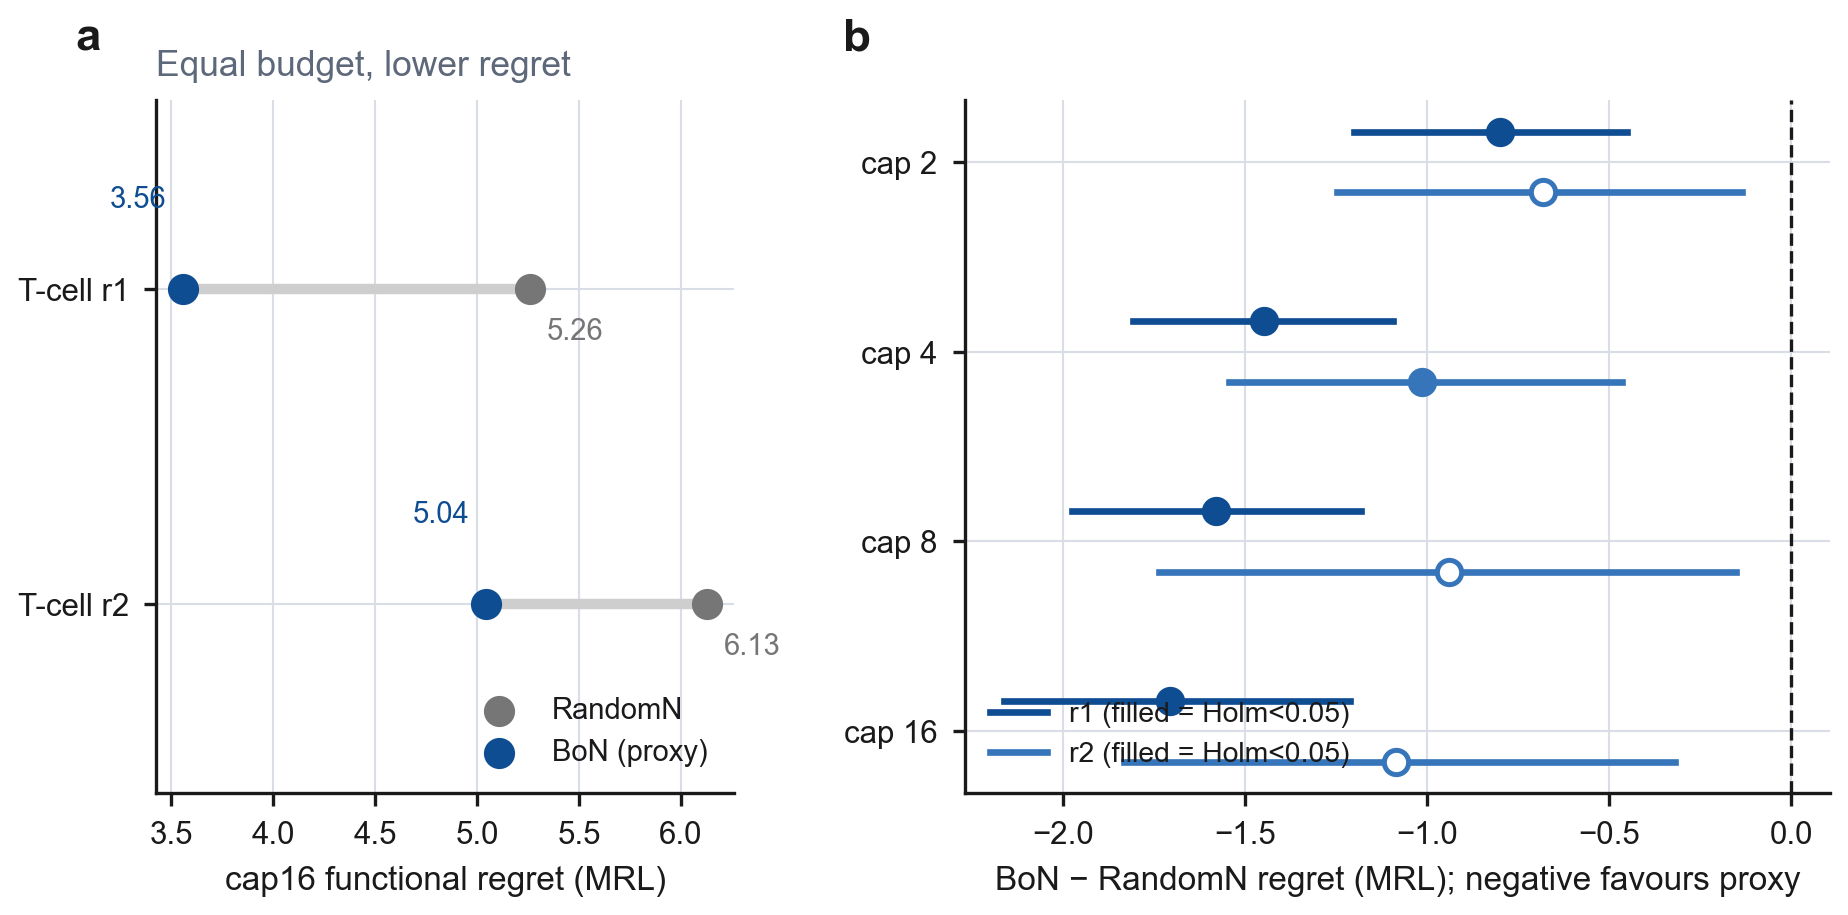 a
Equal budget, lower regret
3.56
T-cell r1
5.26
5.04
T-cell r2
6.13
RandomN
BoN (proxy)
3.5 4.0 4.5 5.0 5.5 6.0
cap16 functional regret (MRL)
b
cap 2
cap 4
cap 8
cap 16
r1 (filled = Holm<0.05)
r2 (filled = Holm<0.05)
−2.0 −1.5 −1.0 −0.5 0.0
BoN − RandomN regret (MRL); negative favours proxy